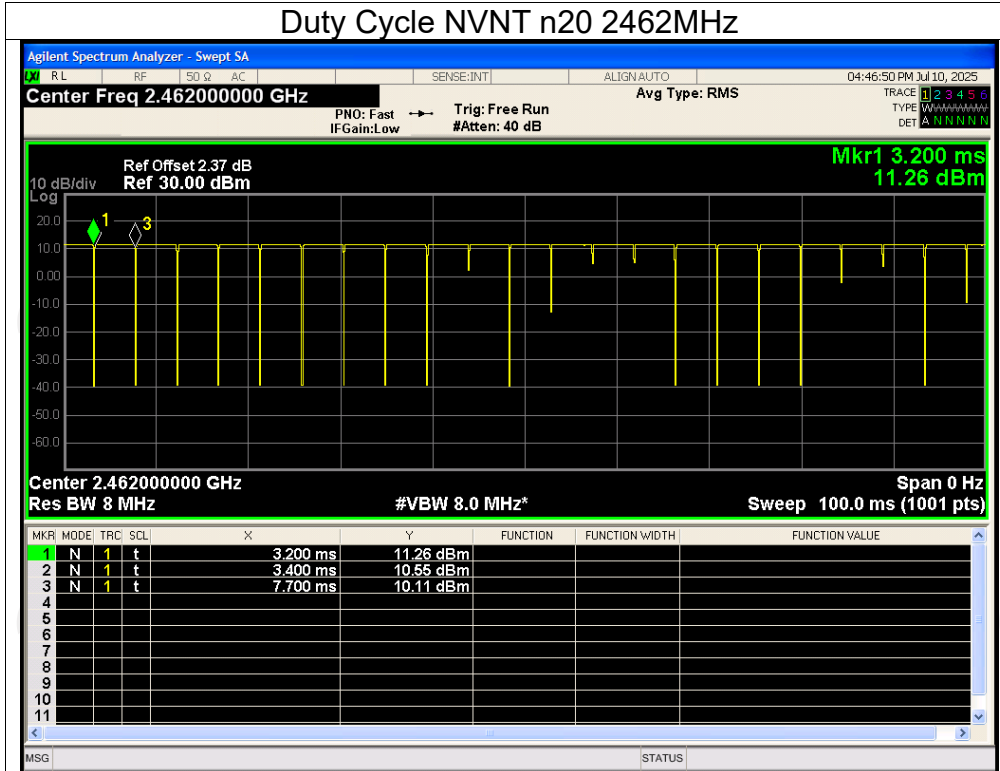 Duty Cycle NVNT n20 2462MHz
Agilent Spectrum Analyzer - Swept SA
LXI RL RF 50 Ω AC SENSE:INT ALIGNAUTO 04:46:50 PM Jul 10, 2025
Center Freq 2.462000000 GHz Avg Type: RMS TRACE 1 2 3 4 5 6
PNO: Fast Trig: Free Run TYPE WWWWWW
IFGain:Low #Atten: 40 dB DET A N N N N N
Mkr1 3.200 ms
Ref Offset 2.37 dB
10 dB/div Ref 30.00 dBm 11.26 dBm
Log
20.0
1 3
10.0
0.00
-10.0
-20.0
-30.0
-40.0
-50.0
-60.0
Center 2.462000000 GHz Span 0 Hz
Res BW 8 MHz #VBW 8.0 MHz* Sweep 100.0 ms (1001 pts)
MKR MODE TRC SCL X Y FUNCTION FUNCTION WIDTH FUNCTION VALUE
1 N 1 t 3.200 ms 11.26 dBm
2 N 1 t 3.400 ms 10.55 dBm
3 N 1 t 7.700 ms 10.11 dBm
4
5
6
7
8
9
10
11
MSG STATUS